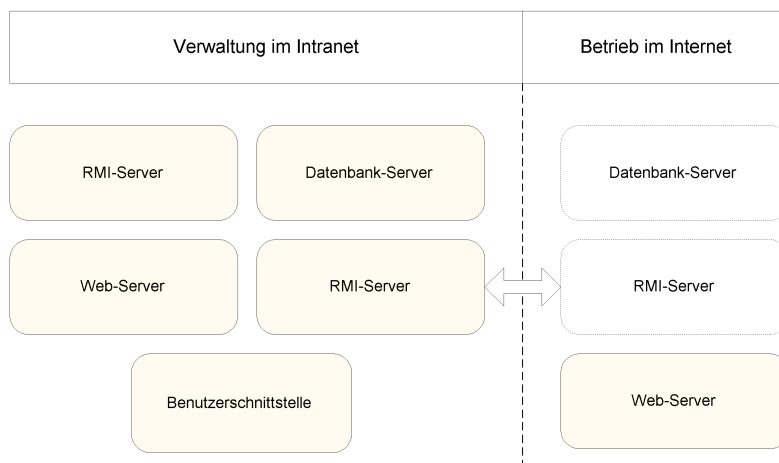 Verwaltung im Intranet
Betrieb im Internet
RMI-Server
Datenbank-Server
Datenbank-Server
Web-Server
RMI-Server
RMI-Server
Benutzerschnittstelle
Web-Server